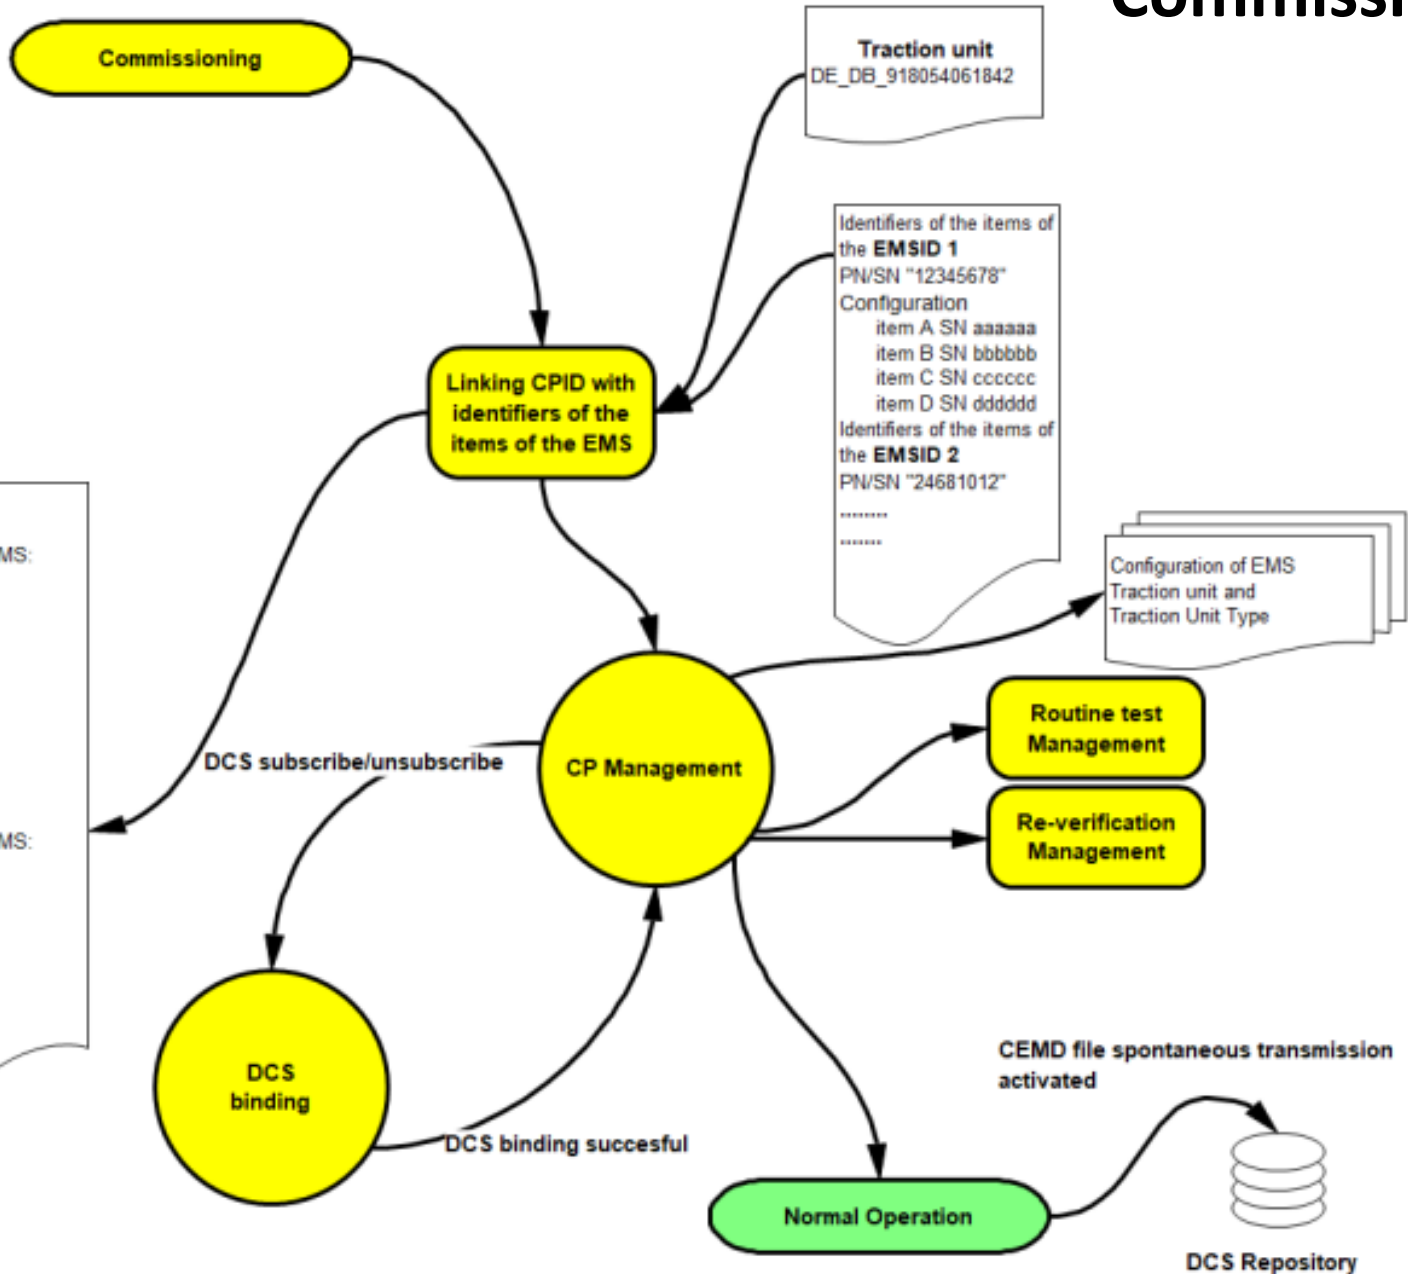 Commissi
Commissioning
Traction unit
DE_DB_918054061842
Identifiers of the items of
the EMSID 1
PN/SN "12345678"
Configuration
item A SN aaaaaa
item B SN bbbbbb
item C SN cccccc
item D SN dddddd
Identifiers of the items of
the EMSID 2
PN/SN "24681012"
........
.......
Linking CPID with
identifiers of the
items of the EMS
MS:
Configuration of EMS
Traction unit and
Traction Unit Type
Routine test
Management
DCS subscribe/unsubscribe
CP Management
Re-verification
Management
MS:
DCS
binding
CEMD file spontaneous transmission
activated
DCS binding succesful
Normal Operation
DCS Repository